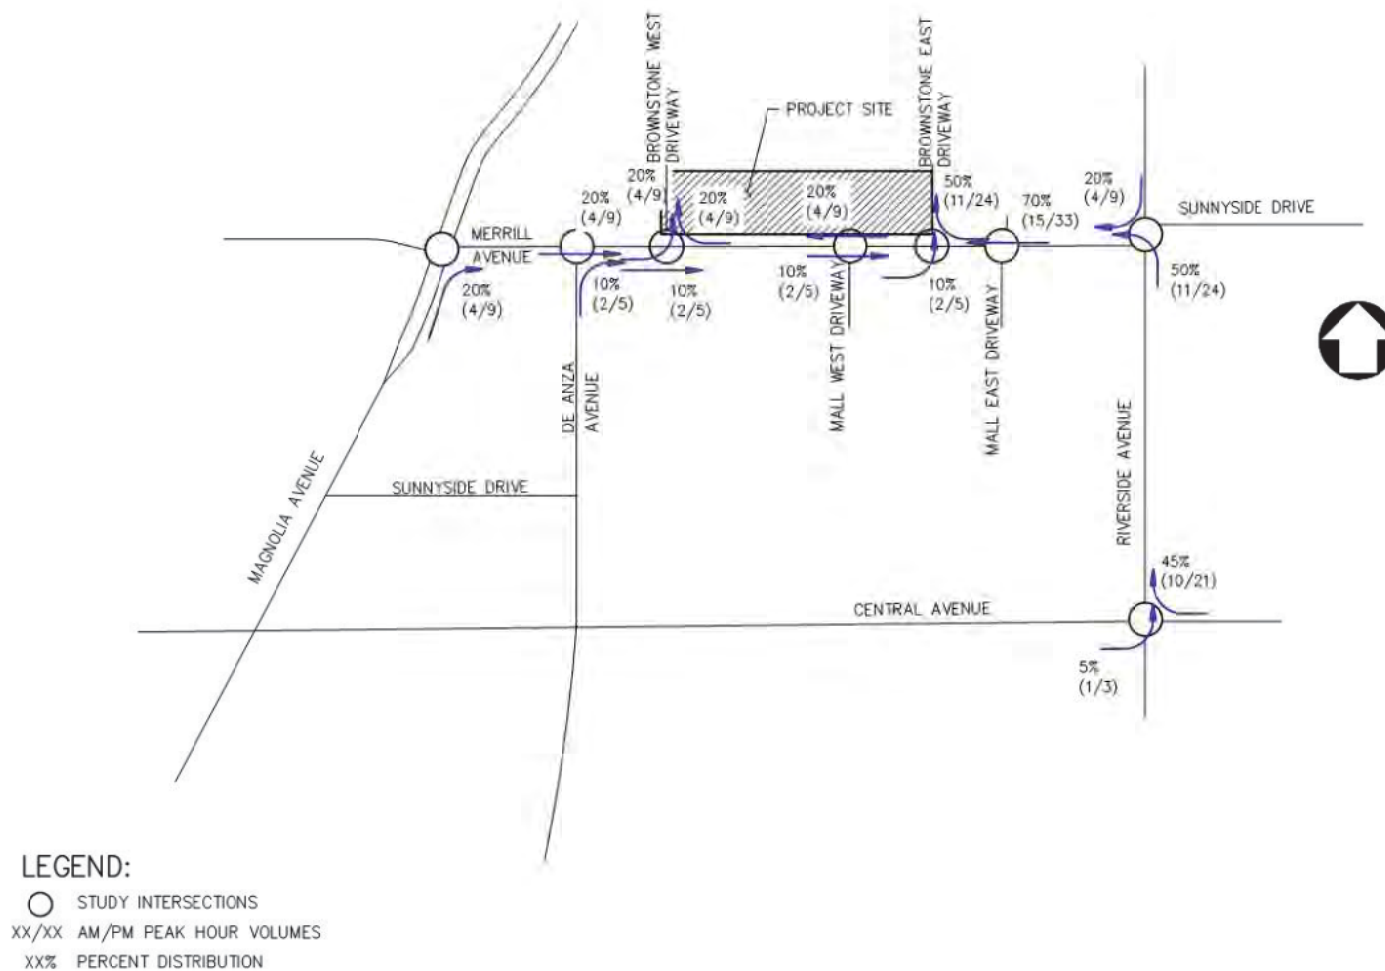 BROWNSTONE WEST
DRIVEWAY
BROWNSTONE EAST
DRIVEWAY
PROJECT SITE
20%
(4/9)
20%
(4/9)
20%
(4/9)
20%
(4/9)
50%
(11/24)
70%
(15/33)
20%
(4/9)
SUNNYSIDE DRIVE
MERRILL
AVENUE
20%
(4/9)
10%
(2/5)
10%
(2/5)
10%
(2/5)
10%
(2/5)
50%
(11/24)
MALL WEST DRIVEWAY
MALL EAST DRIVEWAY
DE ANZA
AVENUE
RIVERSIDE AVENUE
MAGNOLIA AVENUE
SUNNYSIDE DRIVE
45%
(10/21)
CENTRAL AVENUE
5%
(1/3)
LEGEND:
STUDY INTERSECTIONS
XX/XX AM/PM PEAK HOUR VOLUMES
XX% PERCENT DISTRIBUTION